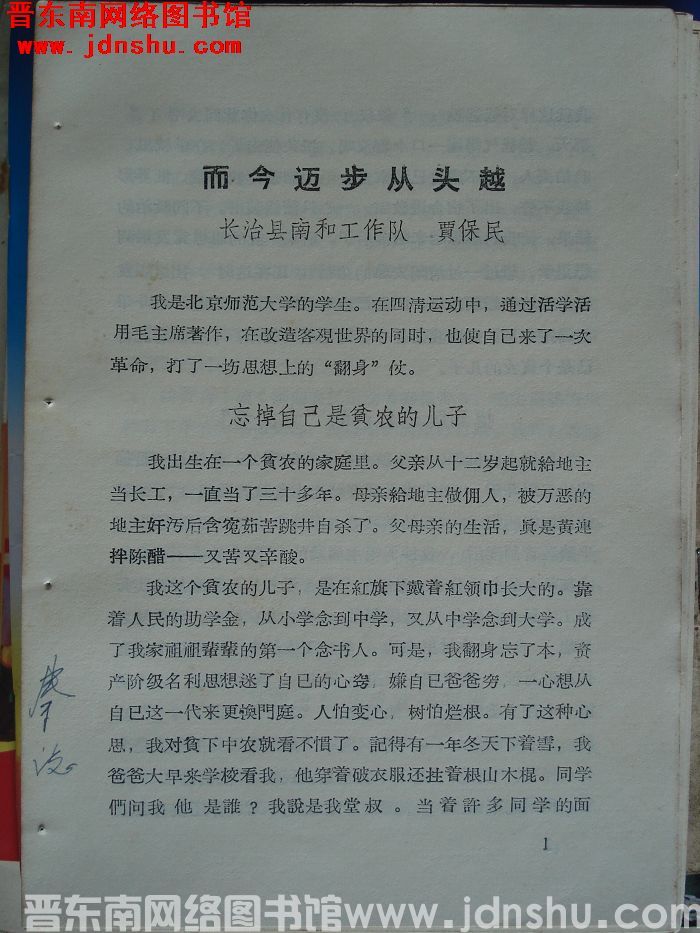 晋东南网络图书馆
www.jdnshu.com
而今迈步从头越
长治县南和工作队 賈保民
我是北京师范大学的学生。在四清运动中，通过活学活
用毛主席著作，在改造客观世界的同时，也使自己来了一次
革命，打了一场思想上的“翻身”仗。
忘掉自己是貧农的儿子
我出生在一个貧农的家庭里。父亲从十二岁起就給地主
当长工，一直当了三十多年。母亲給地主做佣人，被万恶的
地主奸污后含冤茹苦跳井自杀了。父母亲的生活，眞是黄連
拌陈醋——又苦又辛酸。
我这个貧农的儿子，是在紅旗下戴着紅領巾长大的。靠
着人民的助学金，从小学念到中学，又从中学念到大学。成
了我家祖祖輩輩的第一个念书人。可是，我翻身忘了本，资
产阶级名利思想迷了自己的心窍，嫌自己爸爸穷，一心想从
自己这一代来更換門庭。人怕变心，树怕烂根。有了这种心
思，我对貧下中农就看不慣了。記得有一年冬天下着雪，我
爸爸大早来学校看我，他穿着破衣服还拄着根山木棍。同学
們问我他是誰？我說是我堂叔。当着許多同学的面
1
晋东南网络图书馆www.jdnshu.com